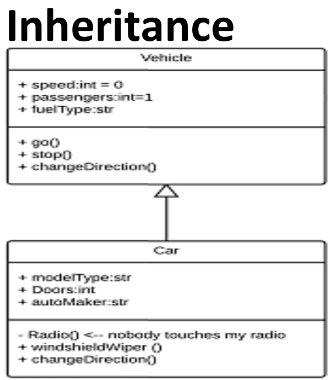 Inheritance
Vehicle
+ speed:int = 0
+ passengers:int=1
+ fuelType:str
+ go()
+ stop()
+ changeDirection()
Car
+ modelType:str
+ Doors:int
+ autoMaker:str
- Radio() <-- nobody touches my radio
+ windshieldWiper ()
+ changeDirection()